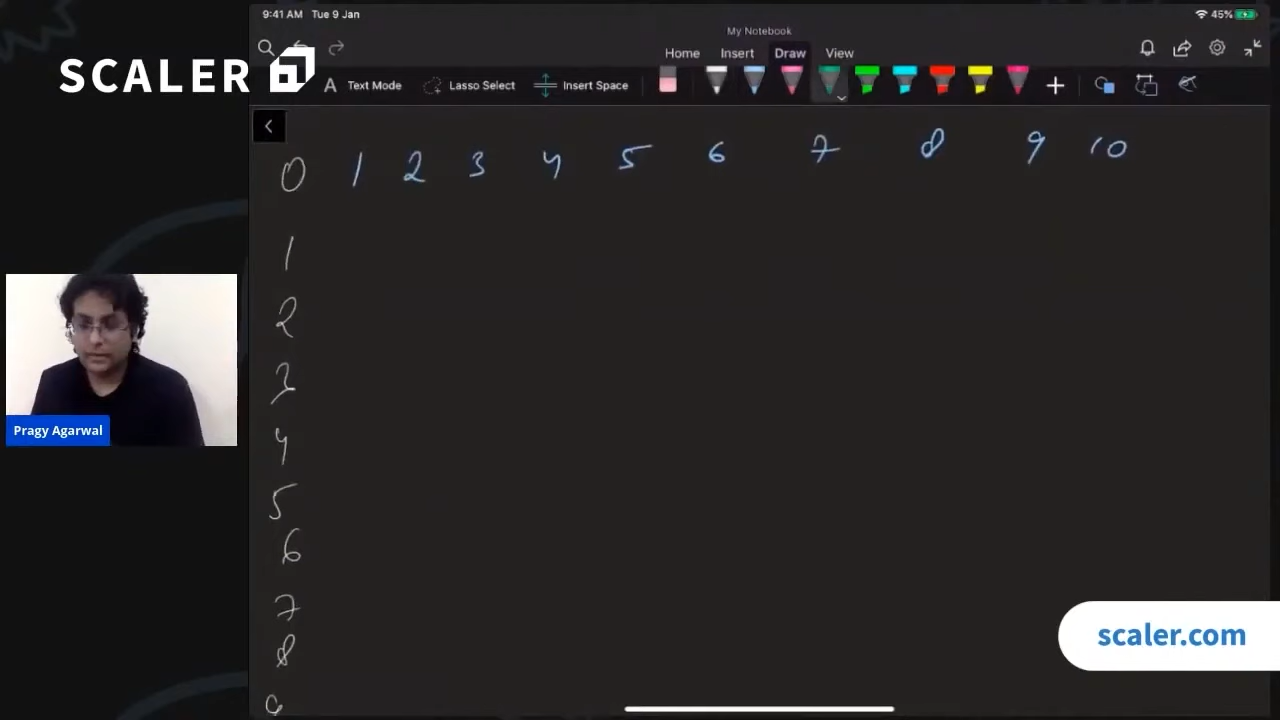 9:41 AM Tue 9 Jan
45%
My Notebook
SCALER
Home Insert Draw View
A Text Mode Lasso Select Insert Space
0 1 2 3 4 5 6 7 8 9 10
1
2
3
4
5
6
7
8
9
Pragy Agarwal
scaler.com